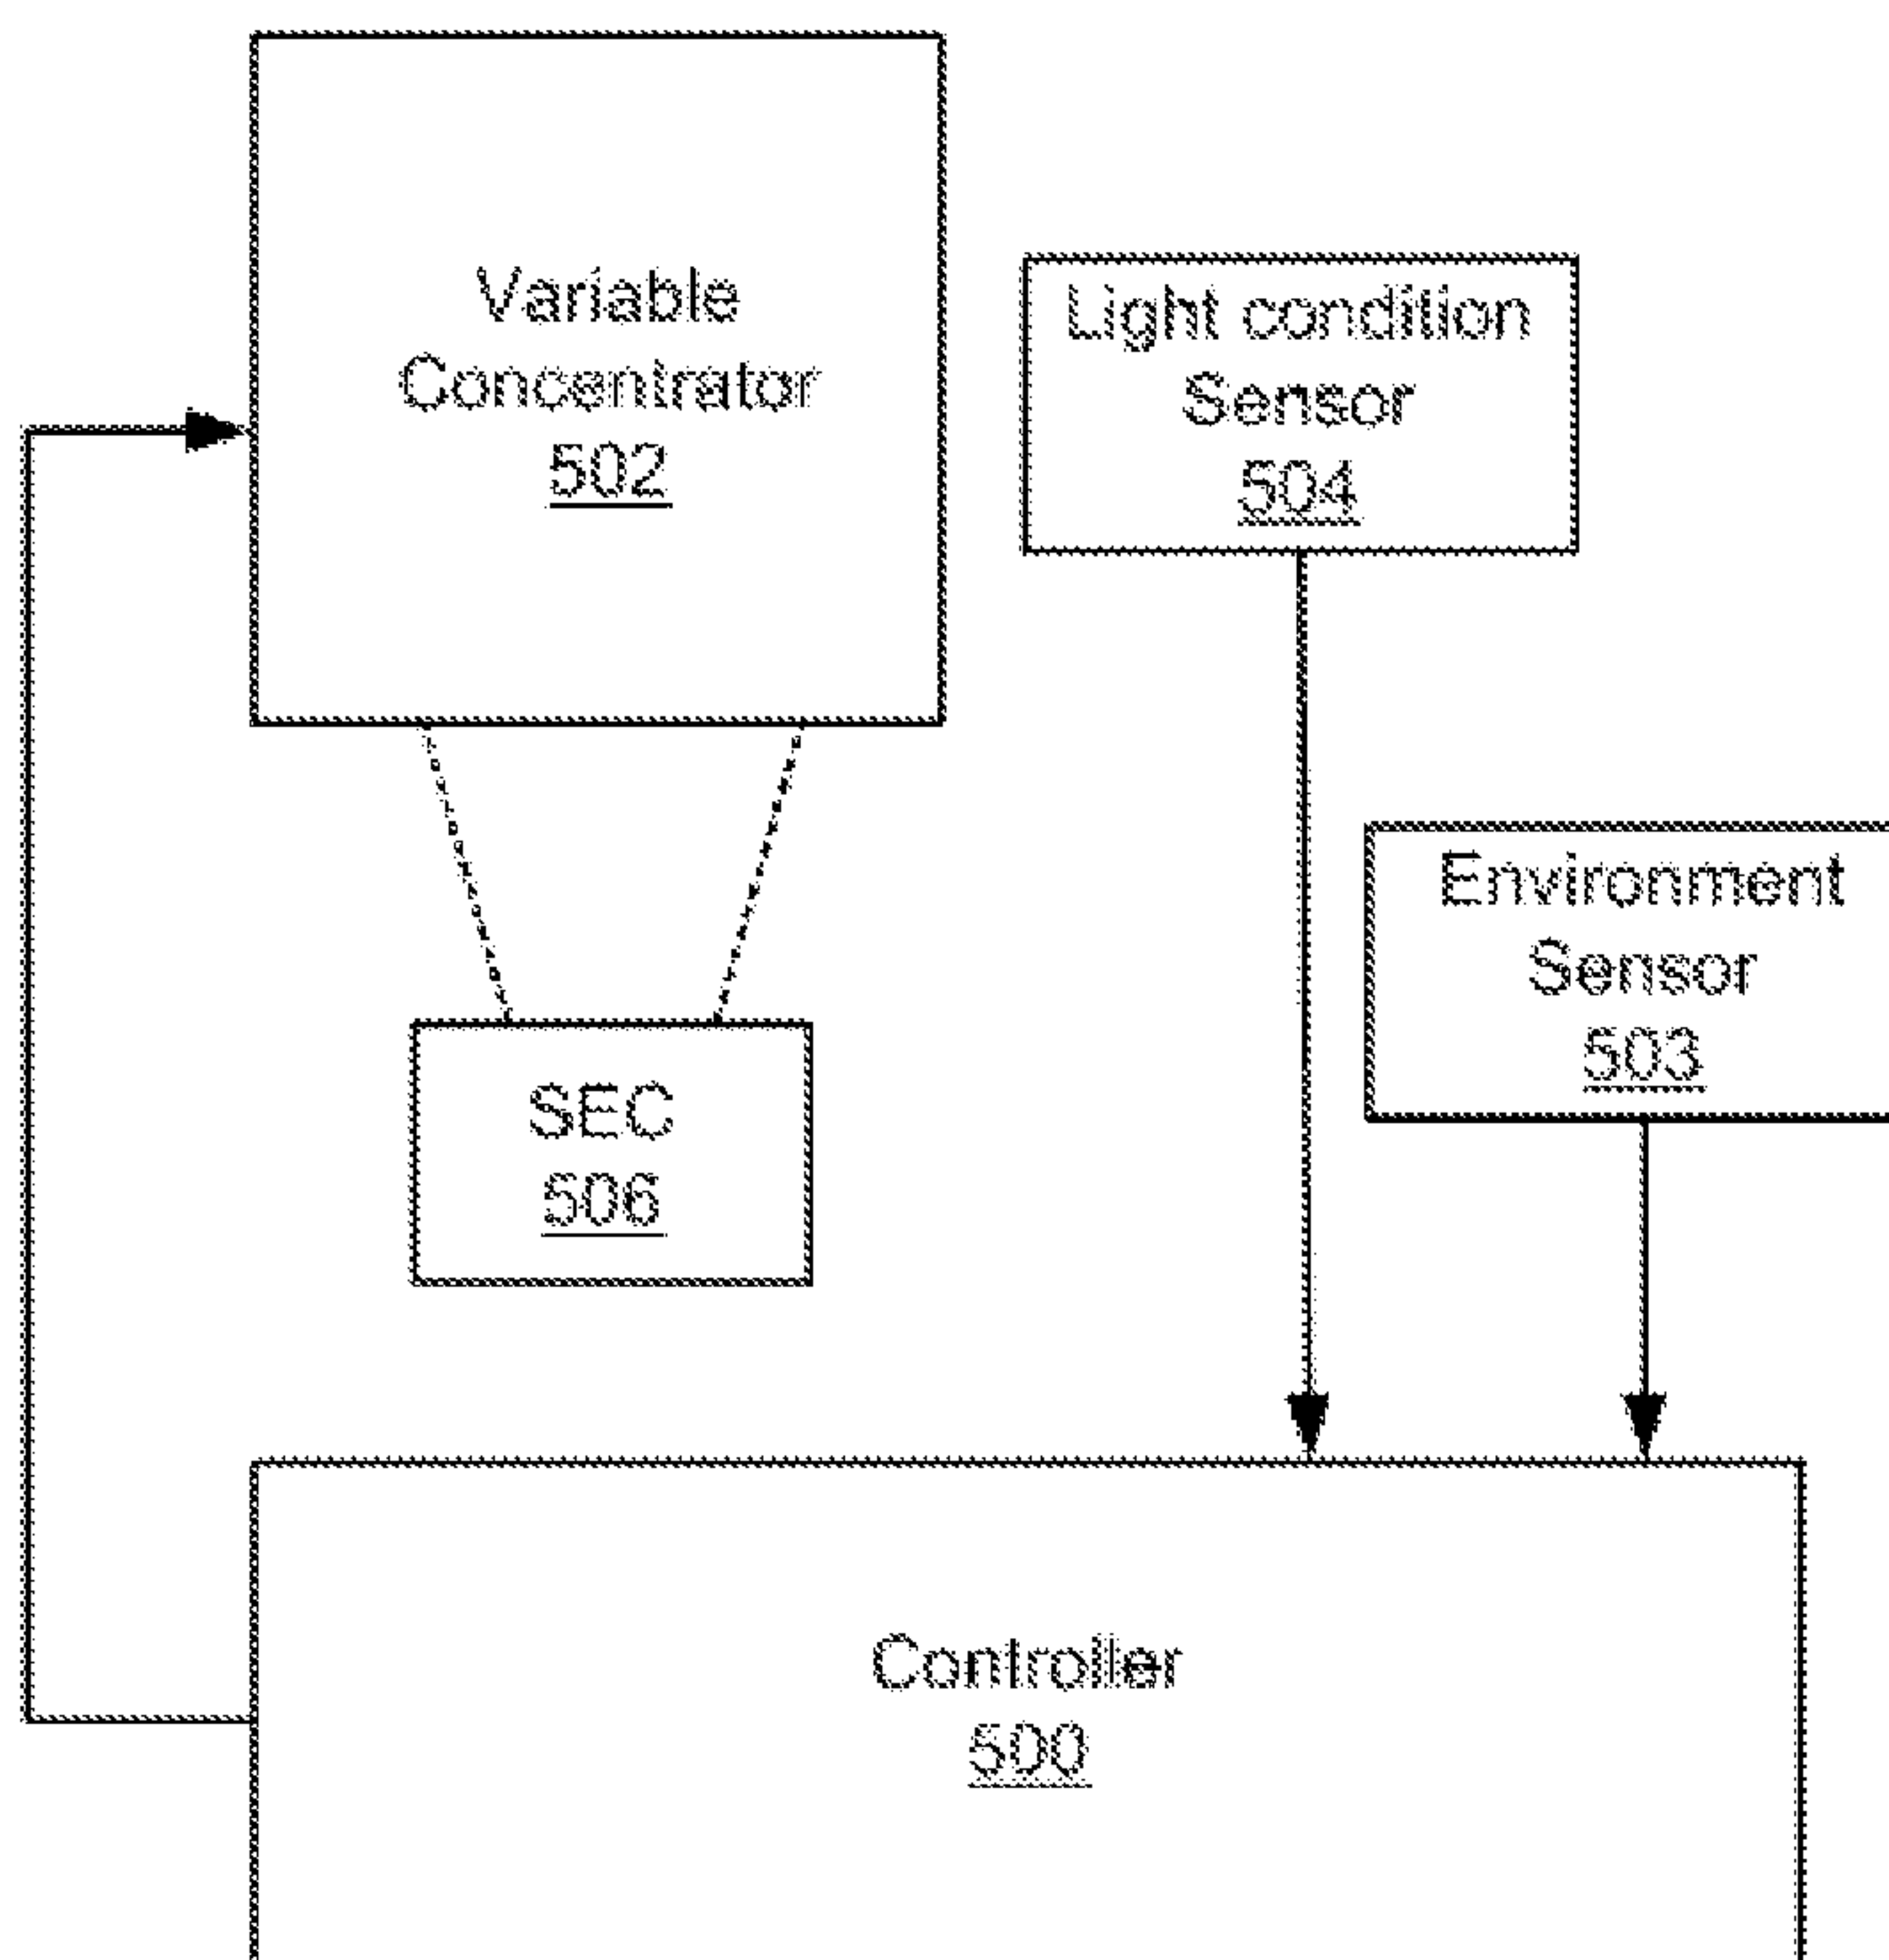 Variable
Concentrator
502
Light condition
Sensor
504
Environment
Sensor
503
SEC
506
Controller
500